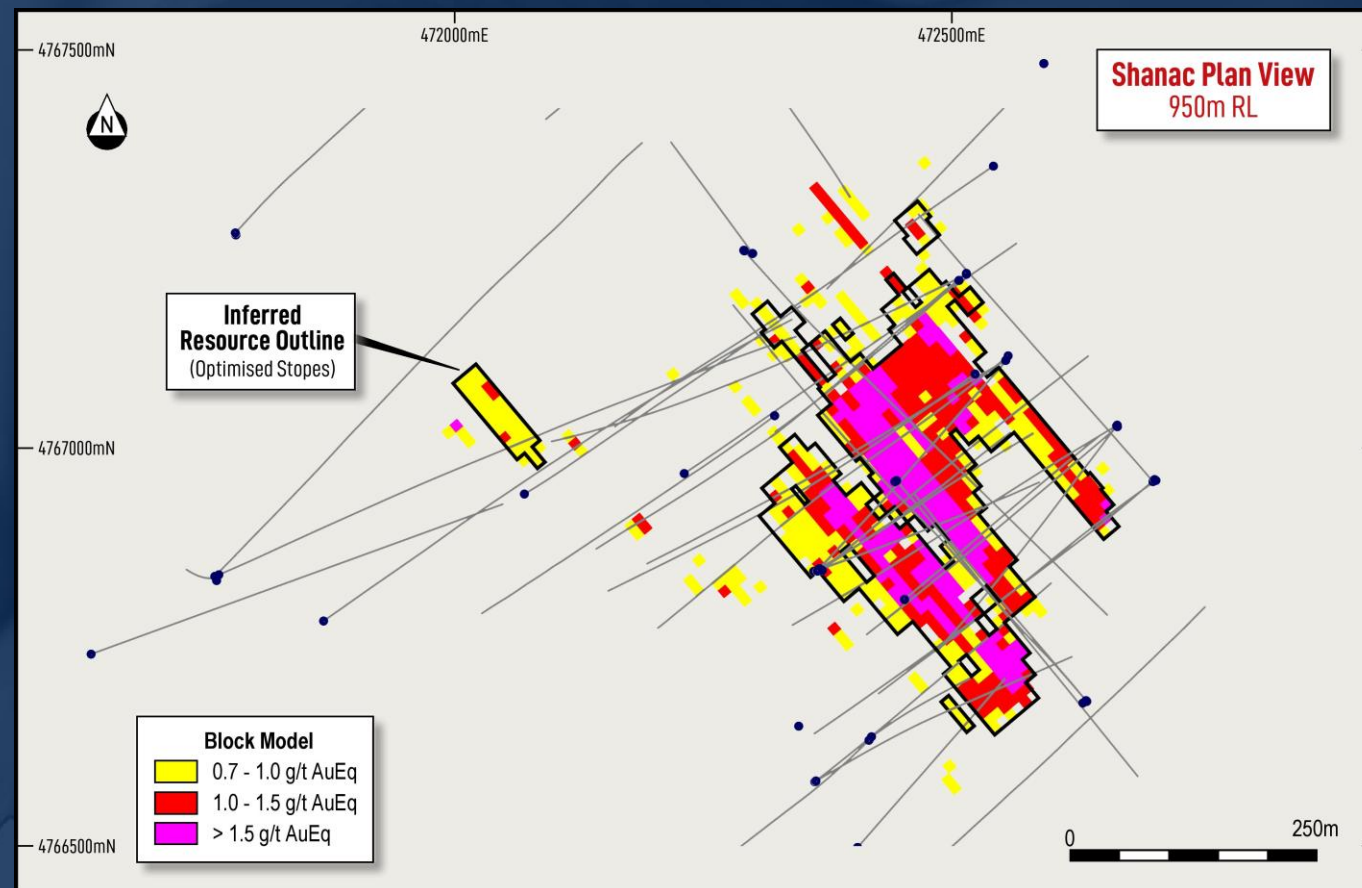 472000mE
472500mE
4767500mN
Shanac Plan View
950m RL
N
Inferred
Resource Outline
(Optimised Stopes)
4767000mN
Block Model
0.7 - 1.0 g/t AuEq
1.0 - 1.5 g/t AuEq
> 1.5 g/t AuEq
0
250m
4766500mN